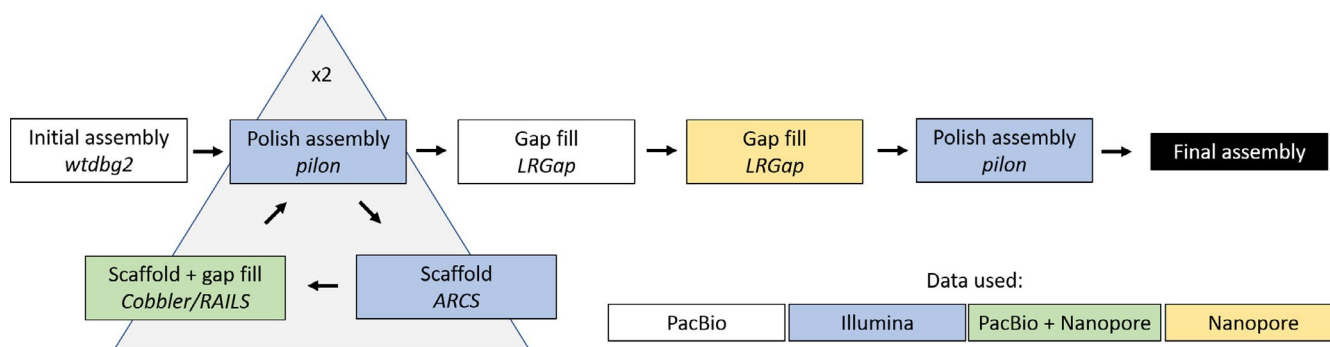 x2
Initial assembly
wtdbg2
Polish assembly
pilon
Gap fill
LRGap
Gap fill
LRGap
Polish assembly
pilon
Final assembly
Scaffold + gap fill
Cobbler/RAILS
Scaffold
ARCS
Data used:
PacBio
Illumina
PacBio + Nanopore
Nanopore